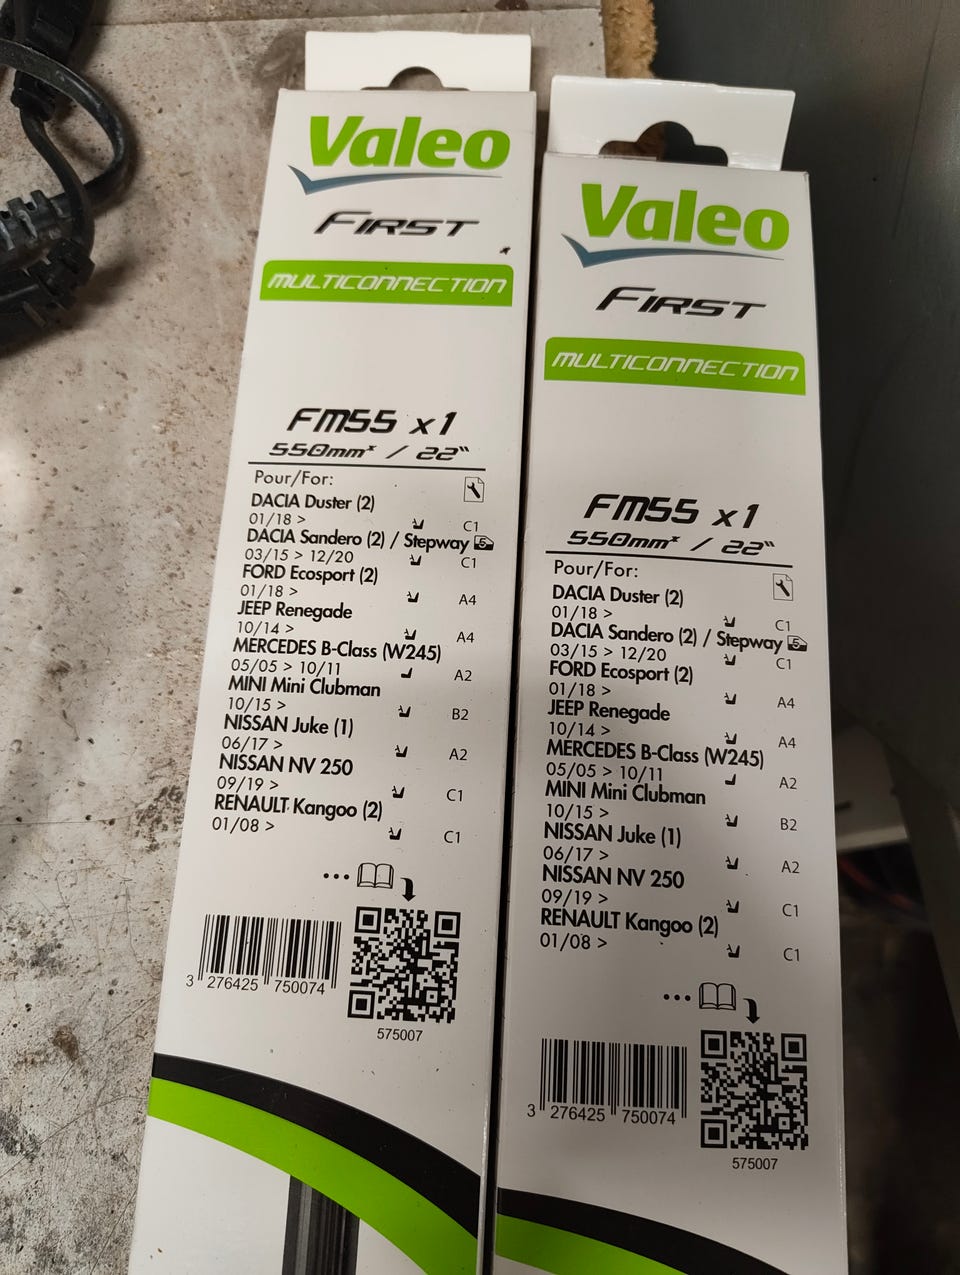 Valeo
FIRST
MULTICONNECTION
FM55 x1
550mmˣ / 22"
Pour/For:
DACIA Duster (2)
01/18 > C1
DACIA Sandero (2) / Stepway 5
03/15 > 12/20 C1
FORD Ecosport (2)
01/18 > A4
JEEP Renegade
10/14 > A4
MERCEDES B-Class (W245)
05/05 > 10/11 A2
MINI Mini Clubman
10/15 > B2
NISSAN Juke (1)
06/17 > A2
NISSAN NV 250
09/19 > C1
RENAULT Kangoo (2)
01/08 > C1
...
3 276425 750074
575007
Valeo
FIRST
MULTICONNECTION
FM55 x1
550mmˣ / 22"
Pour/For:
DACIA Duster (2)
01/18 > C1
DACIA Sandero (2) / Stepway 5
03/15 > 12/20 C1
FORD Ecosport (2)
01/18 > A4
JEEP Renegade
10/14 > A4
MERCEDES B-Class (W245)
05/05 > 10/11 A2
MINI Mini Clubman
10/15 > B2
NISSAN Juke (1)
06/17 > A2
NISSAN NV 250
09/19 > C1
RENAULT Kangoo (2)
01/08 > C1
...
3 276425 750074
575007